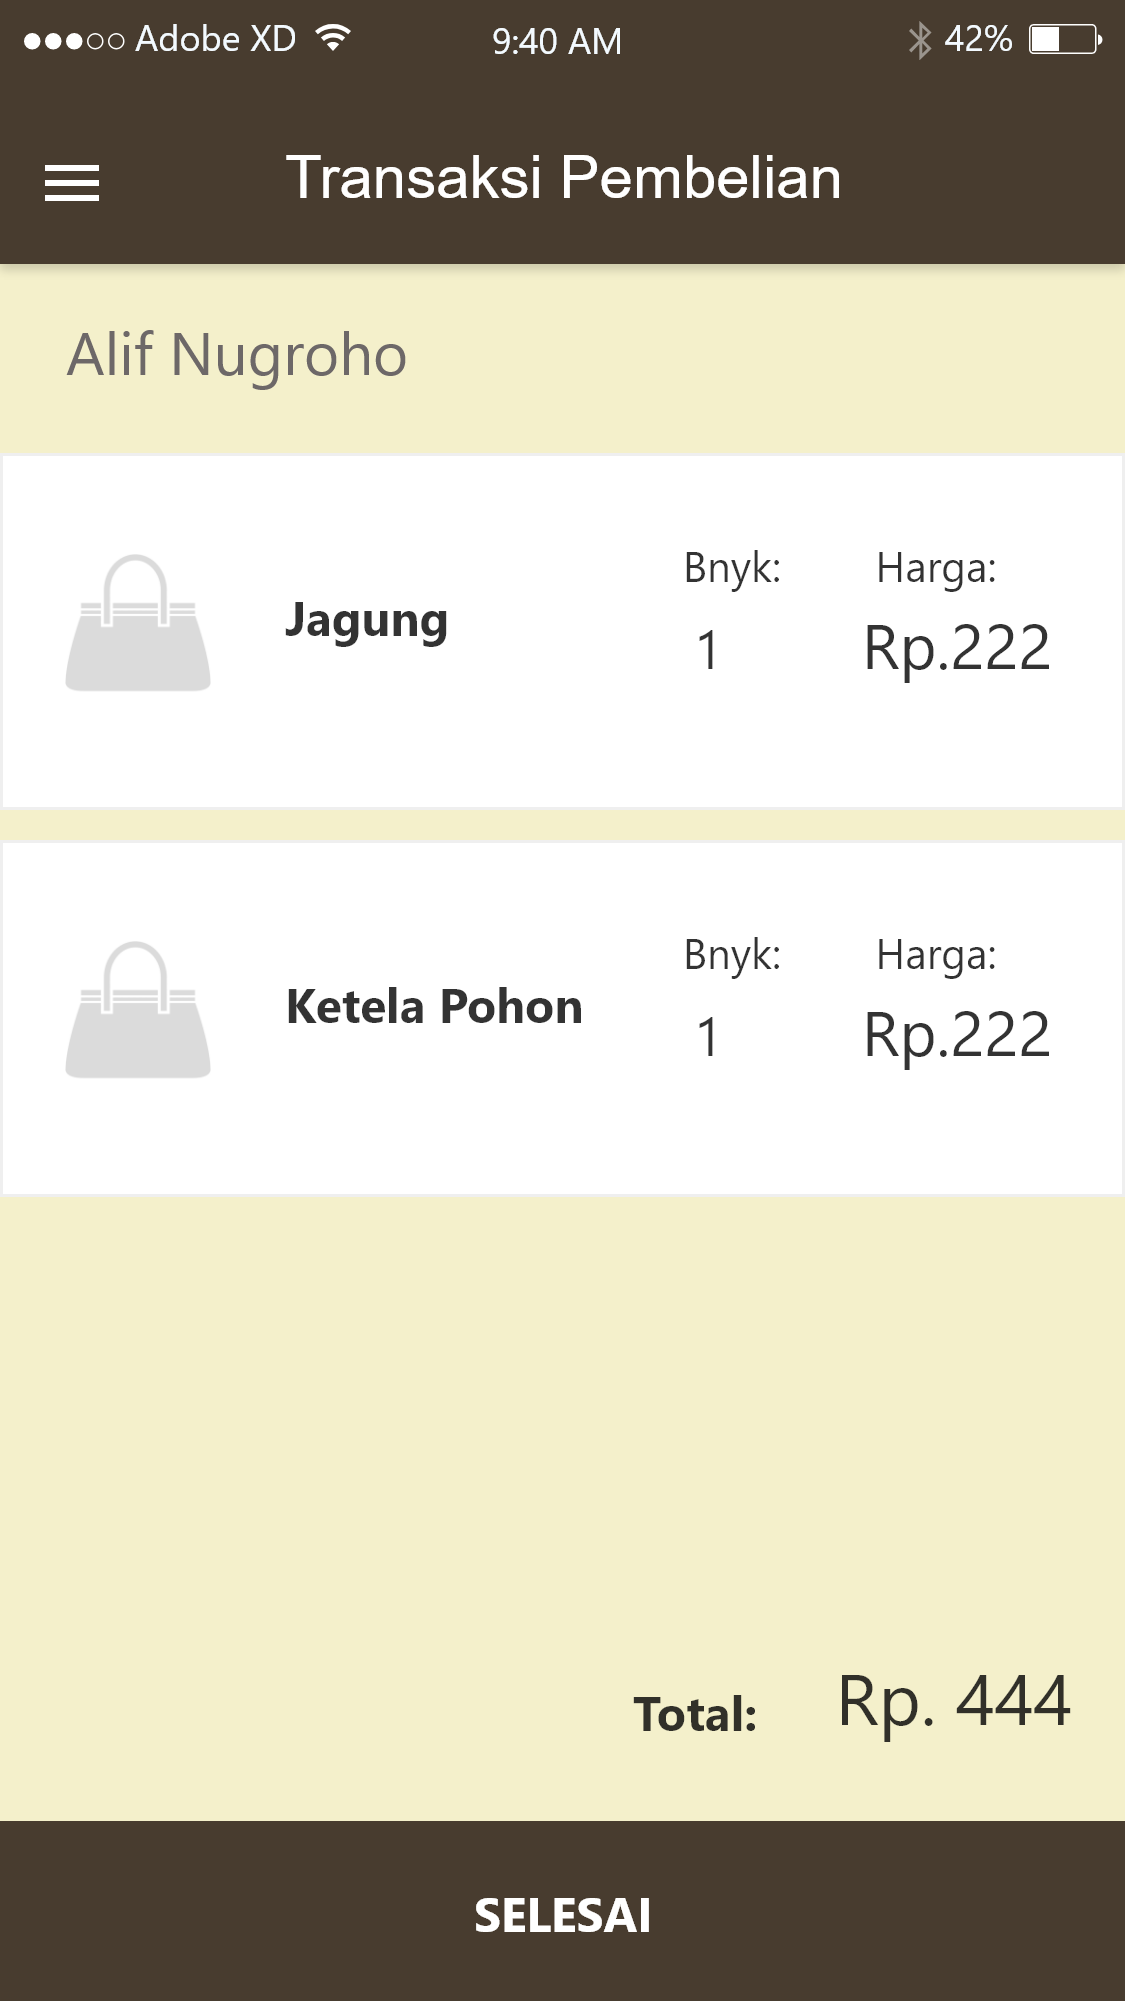 Adobe XD 9:40 AM 42%
Transaksi Pembelian
Alif Nugroho
Bnyk: Harga:
Jagung
1 Rp.222
Bnyk: Harga:
Ketela Pohon
1 Rp.222
Total: Rp. 444
SELESAI